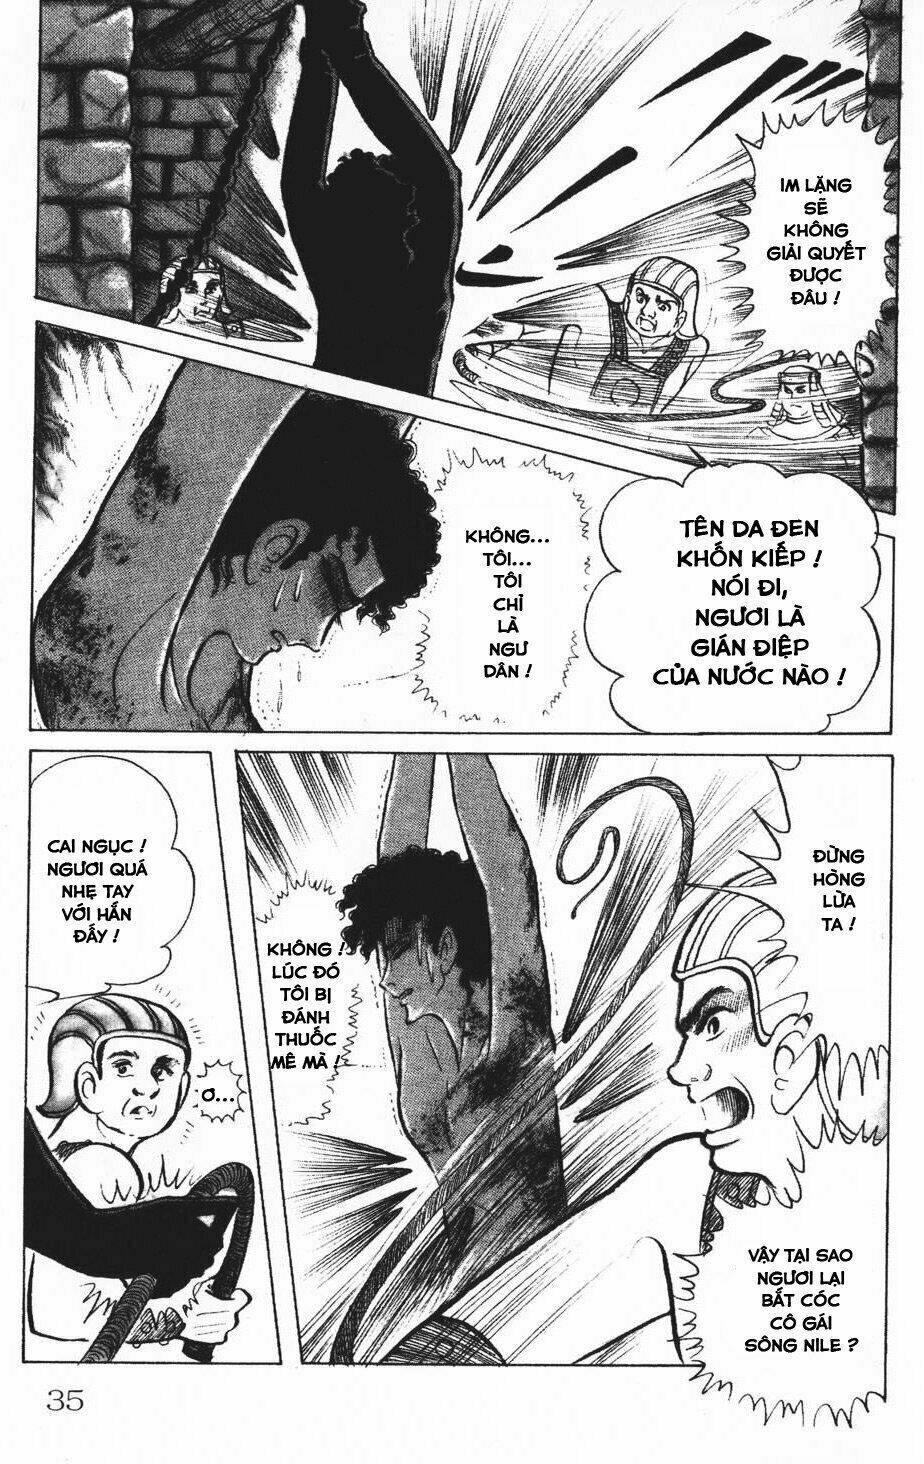 IM LẶNG
SẼ
KHÔNG
GIẢI QUYẾT
ĐƯỢC
ĐÂU !
TÊN DA ĐEN
KHỐN KIẾP !
NÓI ĐI,
NGƯƠI LÀ
GIÁN ĐIỆP
CỦA NƯỚC NÀO !
KHÔNG...
TÔI...
TÔI
CHỈ
LÀ
NGƯ
DÂN !
ĐỪNG
HÒNG
LỪA
TA !
KHÔNG !
LÚC ĐÓ
TÔI BỊ
ĐÁNH
THUỐC
MÊ MÀ !
VẬY TẠI SAO
NGƯƠI LẠI
BẮT CÓC
CÔ GÁI
SÔNG NILE ?
CAI NGỤC !
NGƯƠI QUÁ
NHẸ TAY
VỚI HẮN
ĐẤY !
Ơ...
35